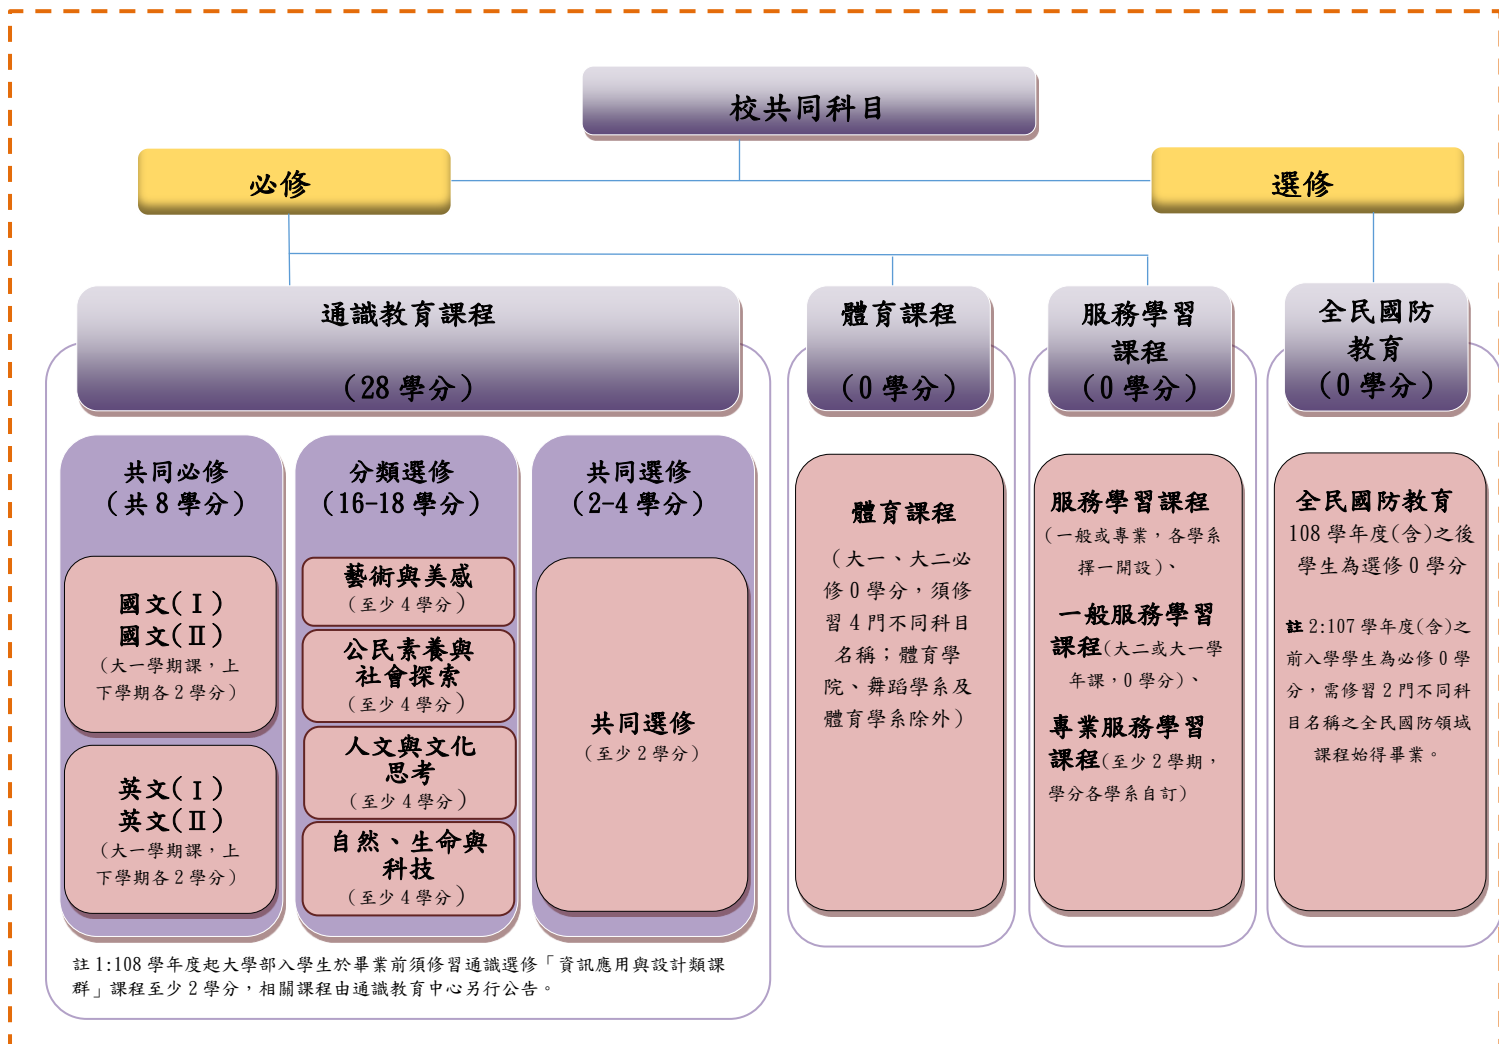 校共同科目
必修
選修
通識教育課程
（28 學分）
體育課程
（0 學分）
服務學習
課程
（0 學分）
全民國防
教育
（0 學分）
共同必修
（共 8 學分）
國文(Ⅰ)
國文(Ⅱ)
（大一學期課，上
下學期各 2 學分）
英文(Ⅰ)
英文(Ⅱ)
（大一學期課，上
下學期各 2 學分）
分類選修
（16-18 學分）
藝術與美感
（至少 4 學分）
公民素養與
社會探索
（至少 4 學分）
人文與文化
思考
（至少 4 學分）
自然、生命與
科技
（至少 4 學分）
共同選修
（2-4 學分）
共同選修
（至少 2 學分）
註 1:108 學年度起大學部入學生於畢業前須修習通識選修「資訊應用與設計類課
群」課程至少 2 學分，相關課程由通識教育中心另行公告。
體育課程
（大一、大二必
修 0 學分，須修
習 4 門不同科目
名稱；體育學
院、舞蹈學系及
體育學系除外）
服務學習課程
（一般或專業，各學系
擇一開設）、
一般服務學習
課程(大二或大一學
年課，0 學分）、
專業服務學習
課程(至少 2 學期，
學分各學系自訂）
全民國防教育
108 學年度(含)之後
學生為選修 0 學分
註 2:107 學年度(含)之
前入學學生為必修 0 學
分，需修習 2 門不同科
目名稱之全民國防領域
課程始得畢業。